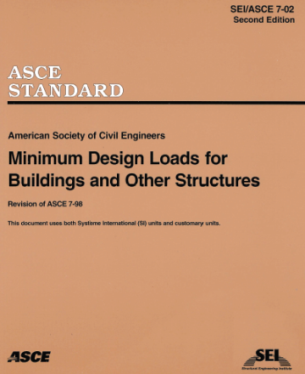 SEI/ASCE 7-02
Second Edition
ASCE
STANDARD
American Society of Civil Engineers
Minimum Design Loads for
Buildings and Other Structures
Revision of ASCE 7-98
This document uses both Système International (SI) units and customary units.
ASCE
SEI
Structural Engineering Institute